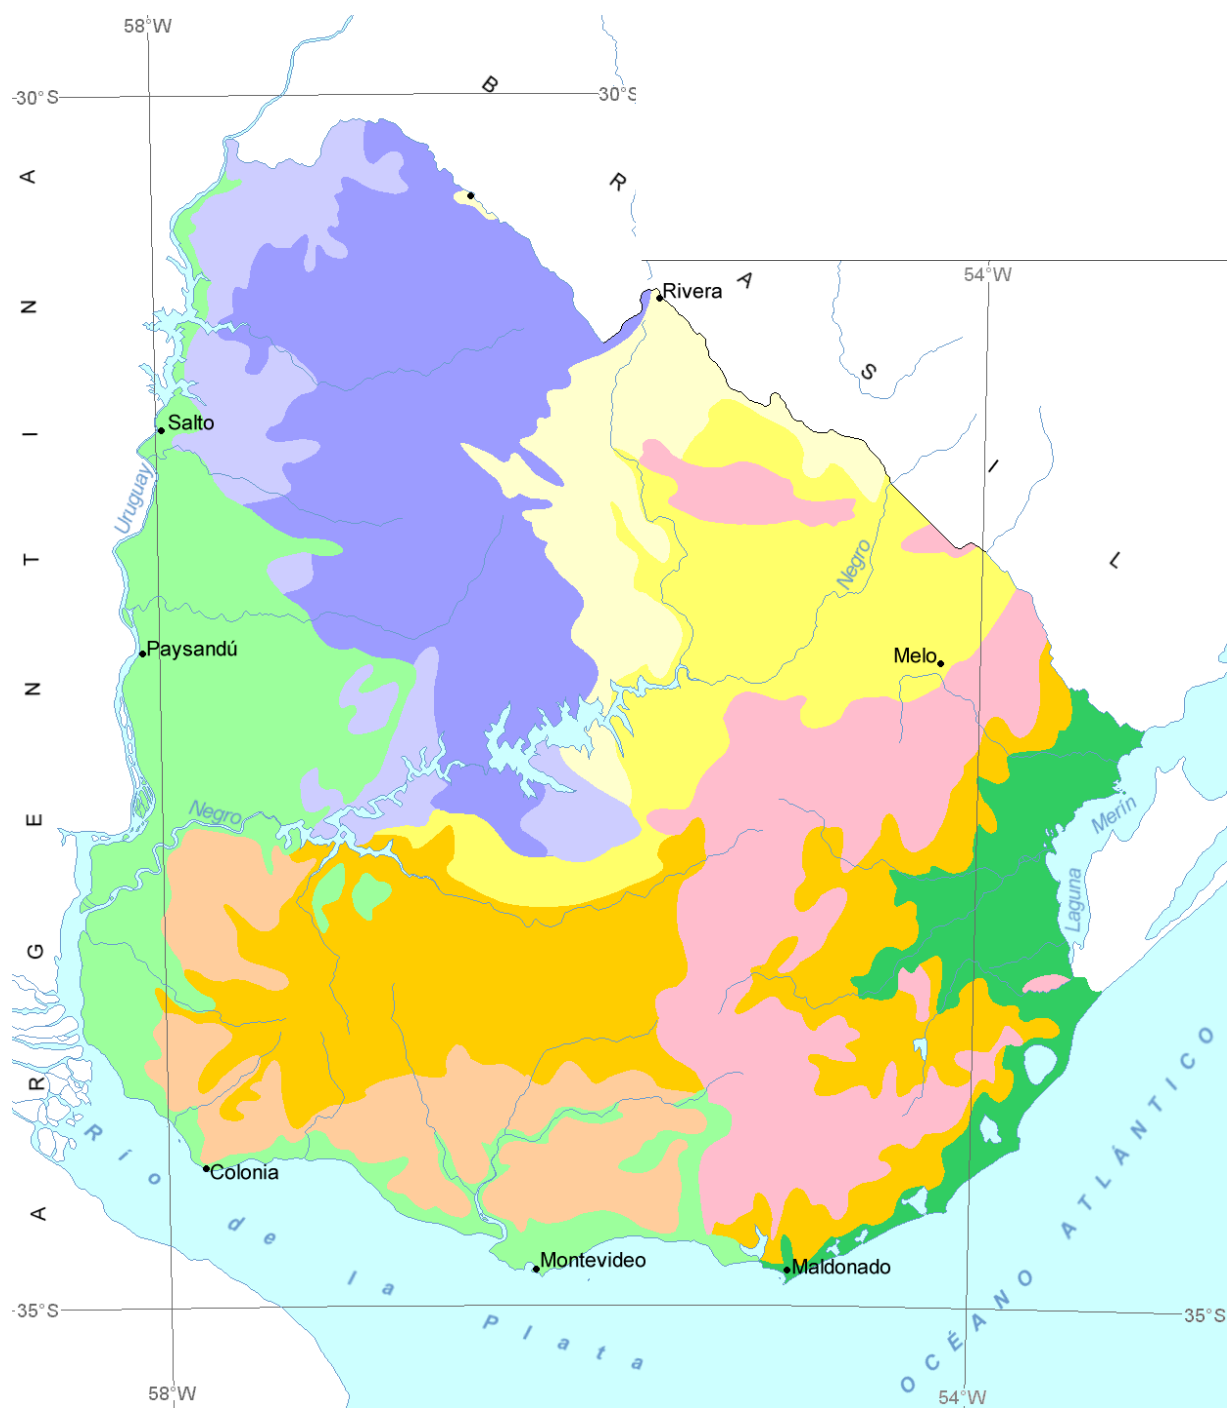 58°W
30°S
30°S
B R A S I L
54°W
A R G E N T I N A
Rivera
Salto
Uruguay
Negro
Paysandú
Melo
Negro
Merín
Laguna
Colonia
Río de la Plata
Montevideo
Maldonado
OCÉANO ATLÁNTICO
35°S
35°S
58°W
54°W